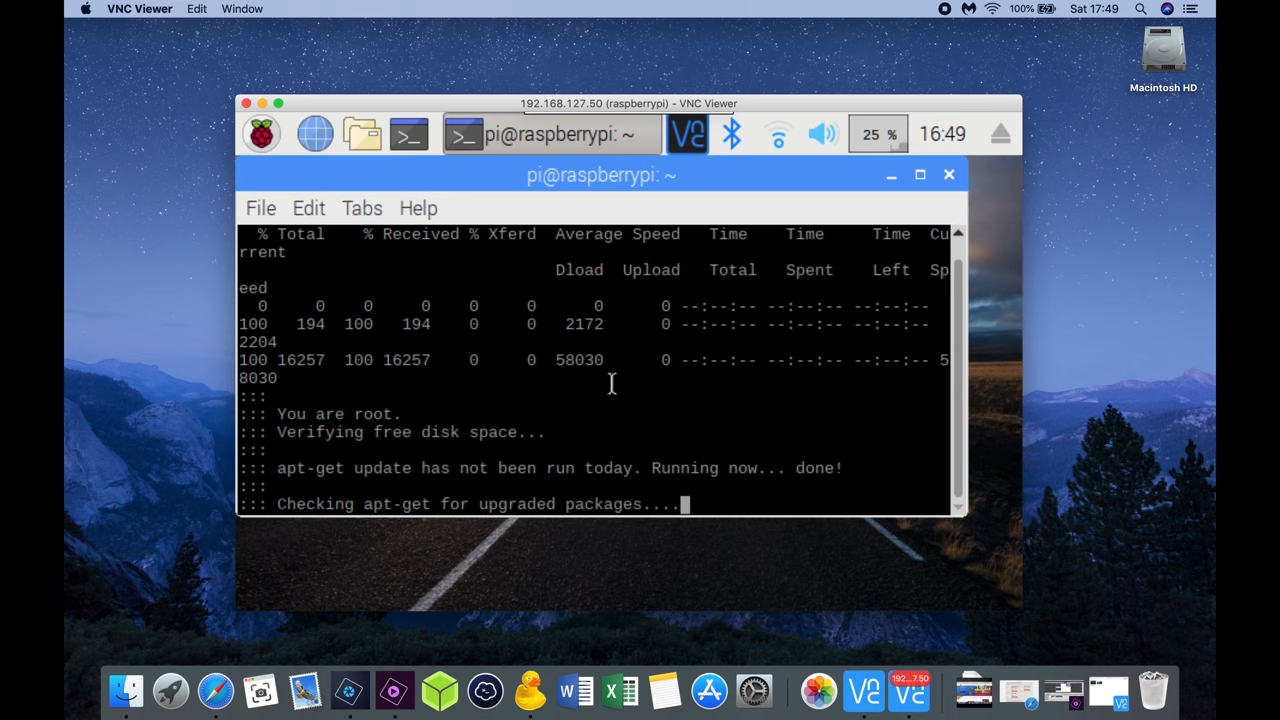 VNC Viewer Edit Window 100% Sat 17:49
Macintosh HD
192.168.127.50 (raspberrypi) - VNC Viewer
>_ >_ pi@raspberrypi: ~ 25 % 16:49
pi@raspberrypi: ~
File Edit Tabs Help
% Total % Received % Xferd Average Speed Time Time Time Cu
rrent
Dload Upload Total Spent Left Sp
eed
0 0 0 0 0 0 0 0 --:--:-- --:--:-- --:--:--
100 194 100 194 0 0 2172 0 --:--:-- --:--:-- --:--:--
2204
100 16257 100 16257 0 0 58030 0 --:--:-- --:--:-- --:--:-- 5
8030
:::
::: You are root.
::: Verifying free disk space...
:::
::: apt-get update has not been run today. Running now... done!
:::
::: Checking apt-get for upgraded packages....
192...7.50